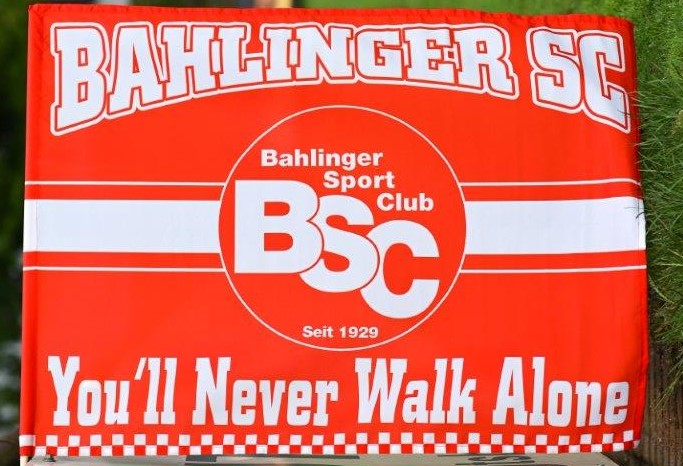 BAHLINGER SC
Bahlinger
Sport
Club
BSC
Seit 1929
You'll Never Walk Alone